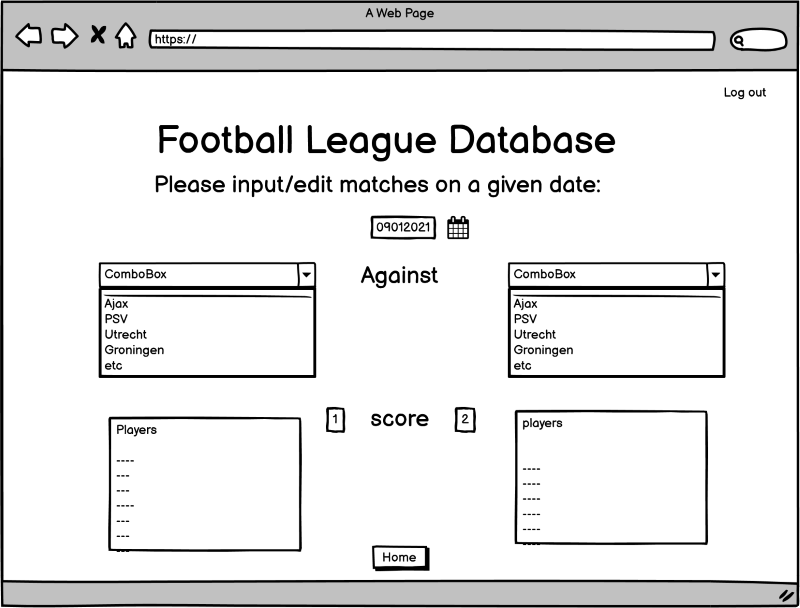 A Web Page
https://
Log out
Football League Database
Please input/edit matches on a given date:
09012021
ComboBox
Ajax
PSV
Utrecht
Groningen
etc
Against
ComboBox
Ajax
PSV
Utrecht
Groningen
etc
Players
----
---
---
----
---
---
---
1
score
2
players
----
----
----
----
----
----
Home